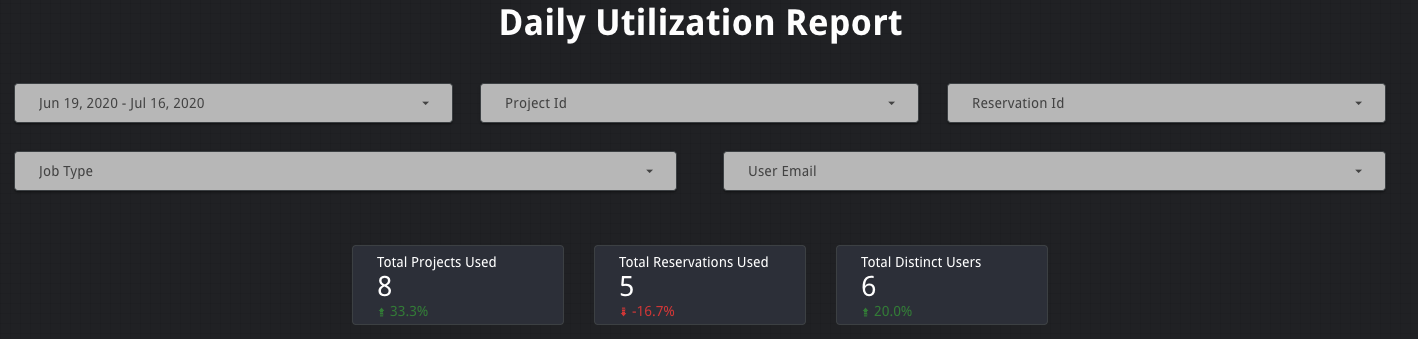 Daily Utilization Report
Jun 19, 2020 - Jul 16, 2020
Project Id
Reservation Id
Job Type
User Email
Total Projects Used
8
33.3%
Total Reservations Used
5
-16.7%
Total Distinct Users
6
20.0%